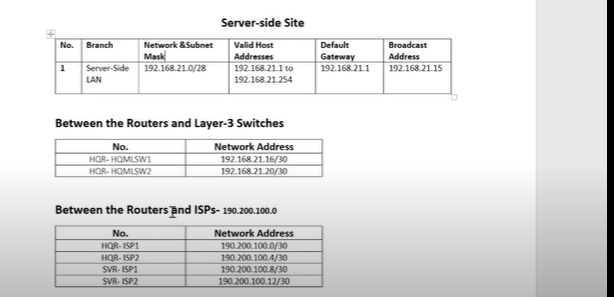 Server-side Site
No. Branch Network &Subnet Mask Valid Host Addresses Default Gateway Broadcast Address
1 Server-Side LAN 192.168.21.0/28 192.168.21.1 to 192.168.21.254 192.168.21.1 192.168.21.15
Between the Routers and Layer-3 Switches
No. Network Address
HQR- HQMLSW1 192.168.21.16/30
HQR- HQMLSW2 192.168.21.20/30
Between the Routers and ISPs- 190.200.100.0
No. Network Address
HQR- ISP1 190.200.100.0/30
HQR- ISP2 190.200.100.4/30
SVR- ISP1 190.200.100.8/30
SVR- ISP2 190.200.100.12/30